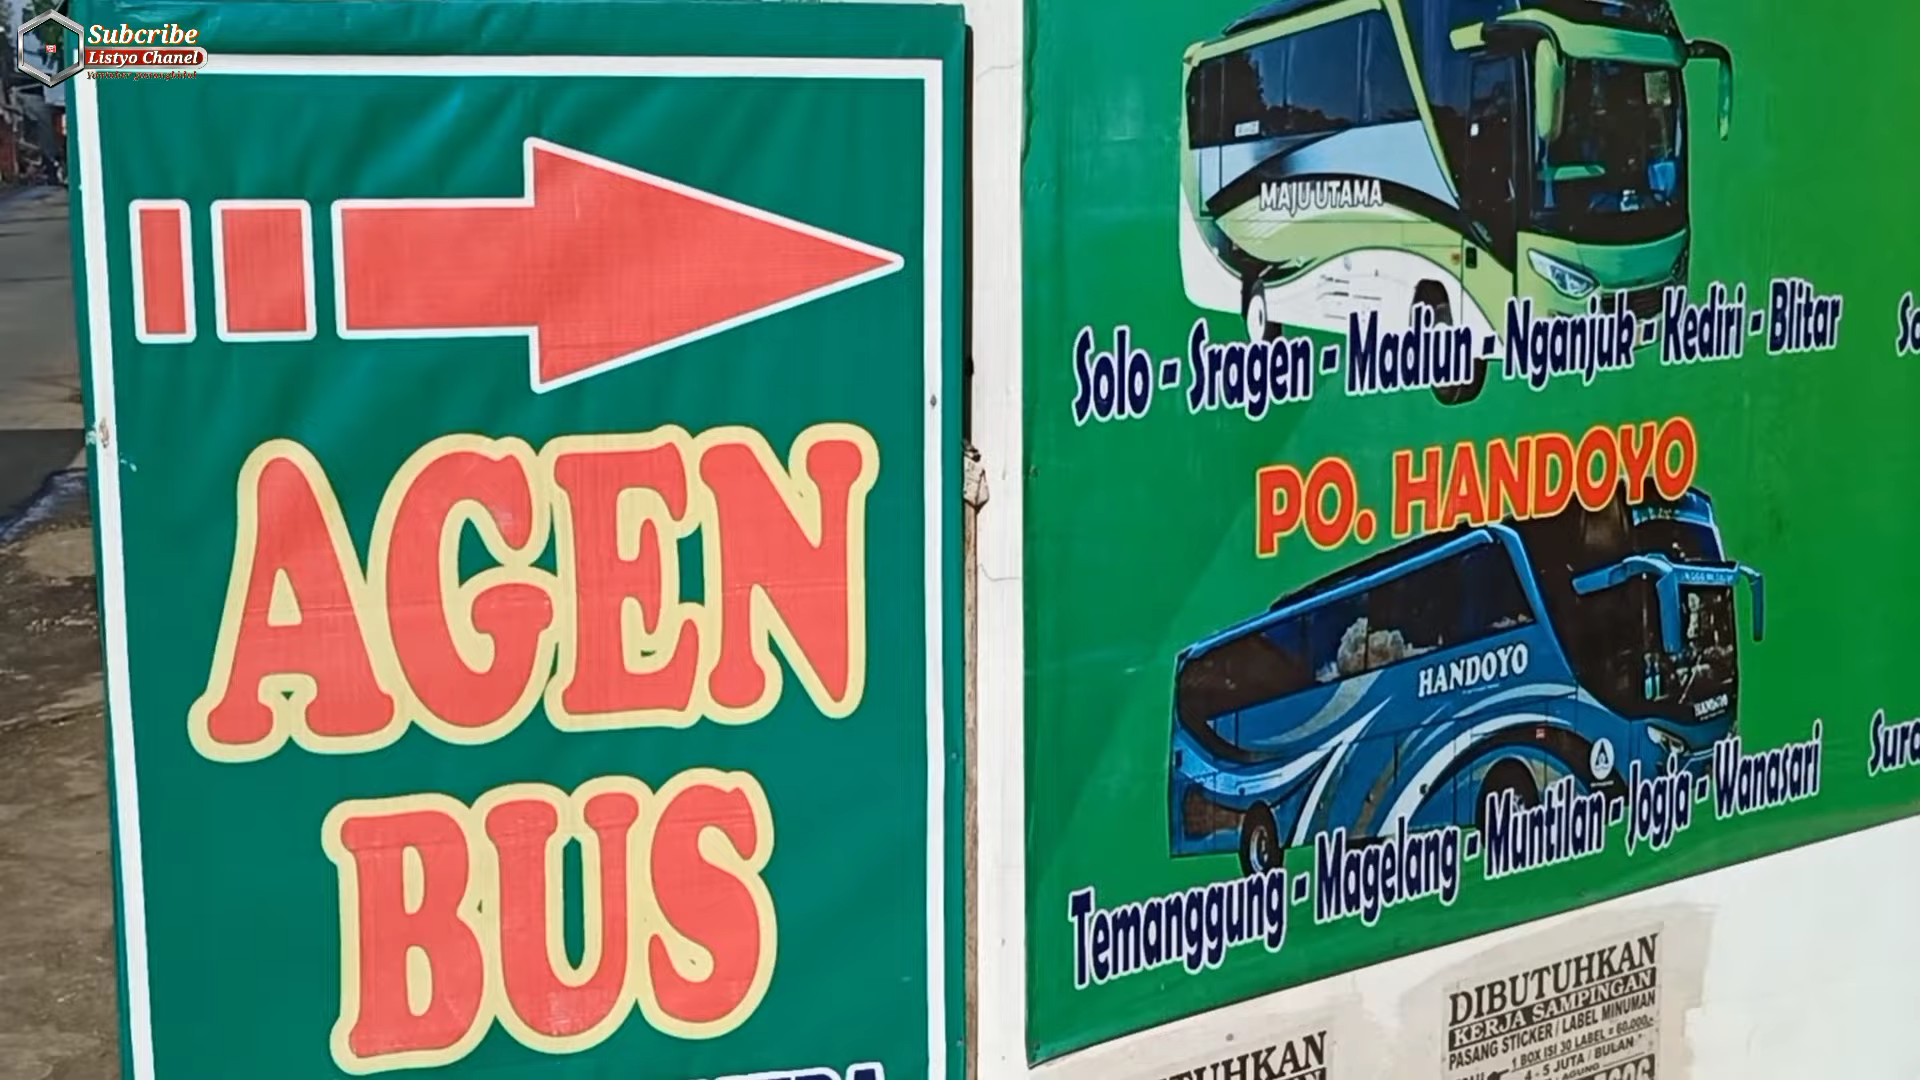 Subcribe
Listyo Chanel
AGEN
BUS
MAJU UTAMA
Solo - Sragen - Madiun - Nganjuk - Kediri - Blitar
PO. HANDOYO
HANDOYO
HANDOYO
Temanggung - Magelang - Muntilan - Jogja - Wanasari
DIBUTUHKAN
KERJA SAMPINGAN
PASANG STICKER / LABEL MINUMAN
1 BOX ISI 30 LABEL = 60.000,-
4 - 5 JUTA / BULAN